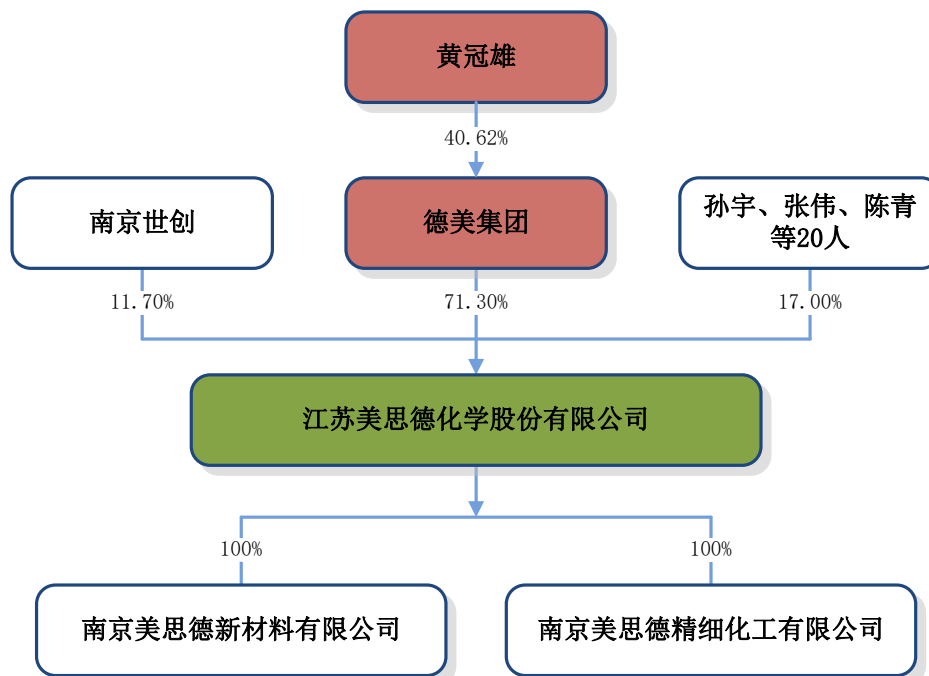 黄冠雄
40.62%
南京世创
德美集团
孙宇、张伟、陈青
等20人
11.70%
71.30%
17.00%
江苏美思德化学股份有限公司
100%
100%
南京美思德新材料有限公司
南京美思德精细化工有限公司